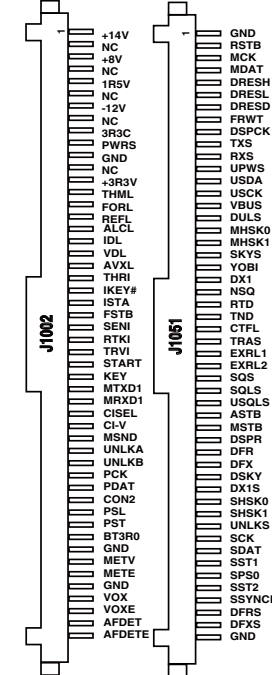 1
+14V
NC
+8V
NC
1R5V
NC
-12V
NC
3R3C
PWRS
GND
NC
+3R3V
THML
FORL
REFL
ALCL
IDL
VDL
AVXL
THRI
IKEY#
ISTA
FSTB
SENI
RTKI
TRVI
START
KEY
MTXD1
MRXD1
CISEL
CI-V
MSND
UNLKA
UNLKB
PCK
PDAT
CON2
PSL
PST
BT3R0
GND
METV
METE
GND
VOX
VOXE
AFDET
AFDETE
J1002
1
GND
RSTB
MCK
MDAT
DRESH
DRESL
DRESD
FRWT
DSPCK
TXS
RXS
UPWS
USDA
USCK
VBUS
DULS
MHSK0
MHSK1
SKYS
YOBI
DX1
NSQ
RTD
TND
CTFL
TRAS
EXRL1
EXRL2
SQS
SQLS
USQLS
ASTB
MSTB
DSPR
DFR
DFX
DSKY
DX1S
SHSK0
SHSK1
UNLKS
SCK
SDAT
SST1
SPS0
SST2
DFRS
DFXS
GND
J1051